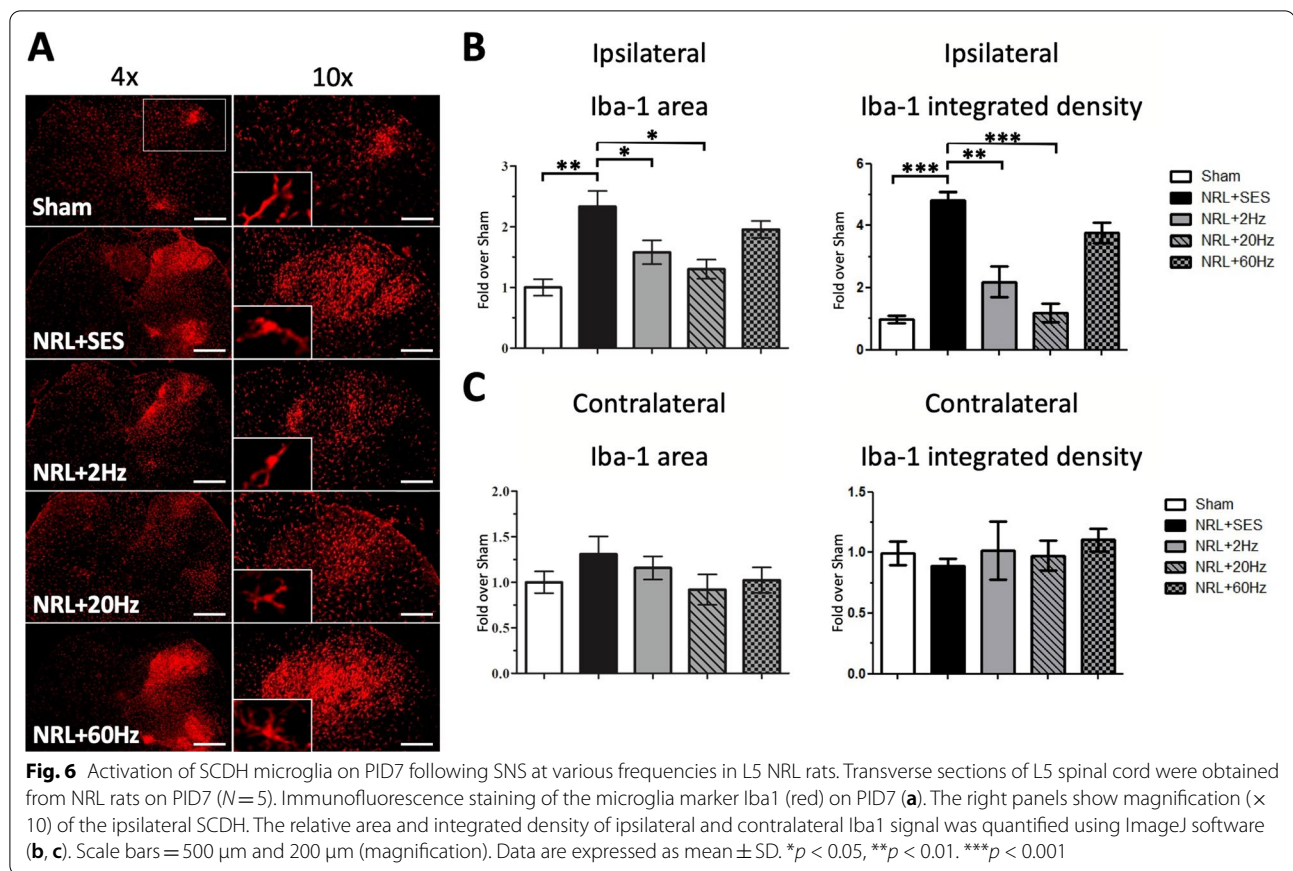 A
4x 10x
Sham
NRL+SES
NRL+2Hz
NRL+20Hz
NRL+60Hz
B
Ipsilateral
Iba-1 area
Fold over Sham
3
2
1
0
**
*
*
Ipsilateral
Iba-1 integrated density
Fold over Sham
6
4
2
0
***
**
***
Sham
NRL+SES
NRL+2Hz
NRL+20Hz
NRL+60Hz
C
Contralateral
Iba-1 area
Fold over Sham
2.0
1.5
1.0
0.5
0.0
Contralateral
Iba-1 integrated density
Fold over Sham
1.5
1.0
0.5
0.0
Sham
NRL+SES
NRL+2Hz
NRL+20Hz
NRL+60Hz
Fig. 6 Activation of SCDH microglia on PID7 following SNS at various frequencies in L5 NRL rats. Transverse sections of L5 spinal cord were obtained
from NRL rats on PID7 (N = 5). Immunofluorescence staining of the microglia marker Iba1 (red) on PID7 (a). The right panels show magnification (×
10) of the ipsilateral SCDH. The relative area and integrated density of ipsilateral and contralateral Iba1 signal was quantified using ImageJ software
(b, c). Scale bars = 500 μm and 200 μm (magnification). Data are expressed as mean ± SD. *p < 0.05, **p < 0.01. ***p < 0.001